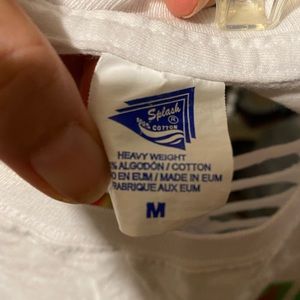 Splash
®
100% COTTON
HEAVY WEIGHT
% ALGODÓN / COTTON
O EN EUM / MADE IN EUM
FABRIQUE AUX EUM
M